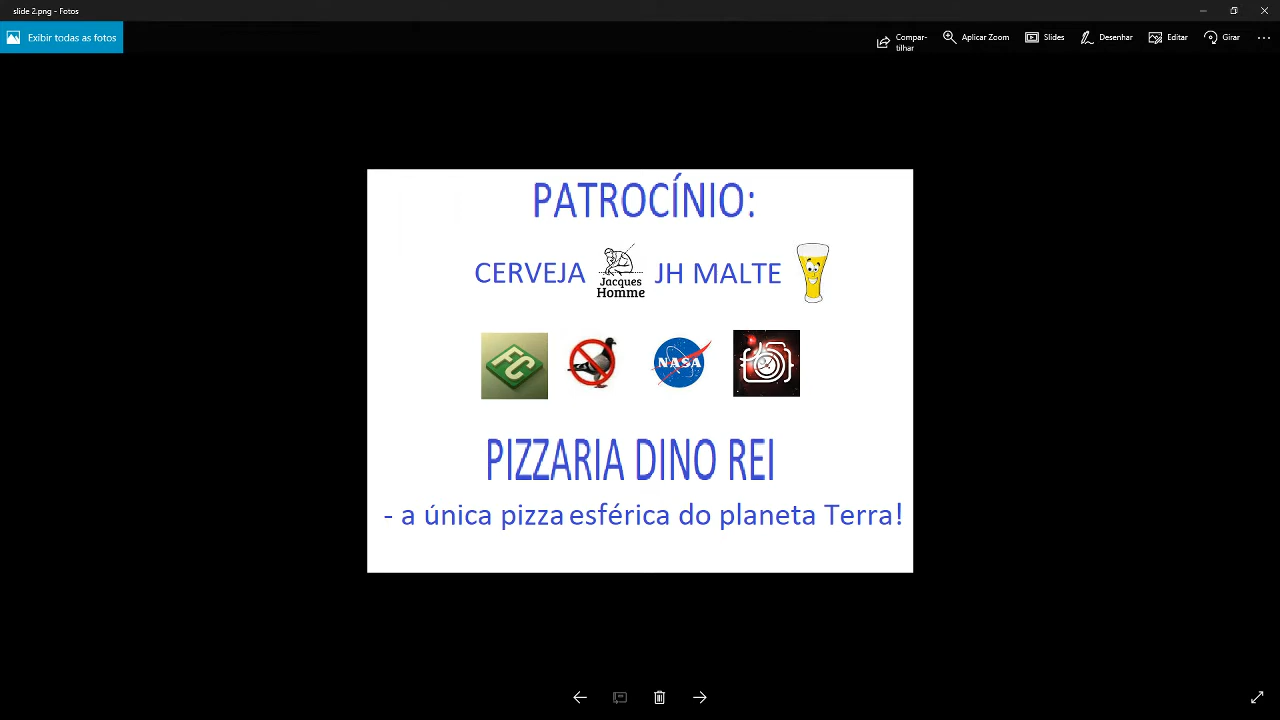 slide 2.png - Fotos
Exibir todas as fotos
Compar-
tilhar
Aplicar Zoom
Slides
Desenhar
Editar
Girar
PATROCÍNIO:
CERVEJA
Jacques
Homme
JH MALTE
FC
NASA
PIZZARIA DINO REI
- a única pizza esférica do planeta Terra!